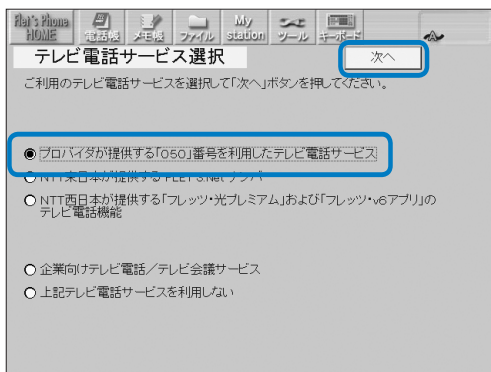 Flat's Phone HOME
電話帳
メモ帳
ファイル
My station
ツール
キーボード
テレビ電話サービス選択
次へ
ご利用のテレビ電話サービスを選択して「次へ」ボタンを押してください。
プロバイダが提供する「050」番号を利用したテレビ電話サービス
NTT東日本が提供する FLET'S.Net ナンバー
NTT西日本が提供する「フレッツ・光プレミアム」および「フレッツ・v6アプリ」の
テレビ電話機能
企業向けテレビ電話/テレビ会議サービス
上記テレビ電話サービスを利用しない